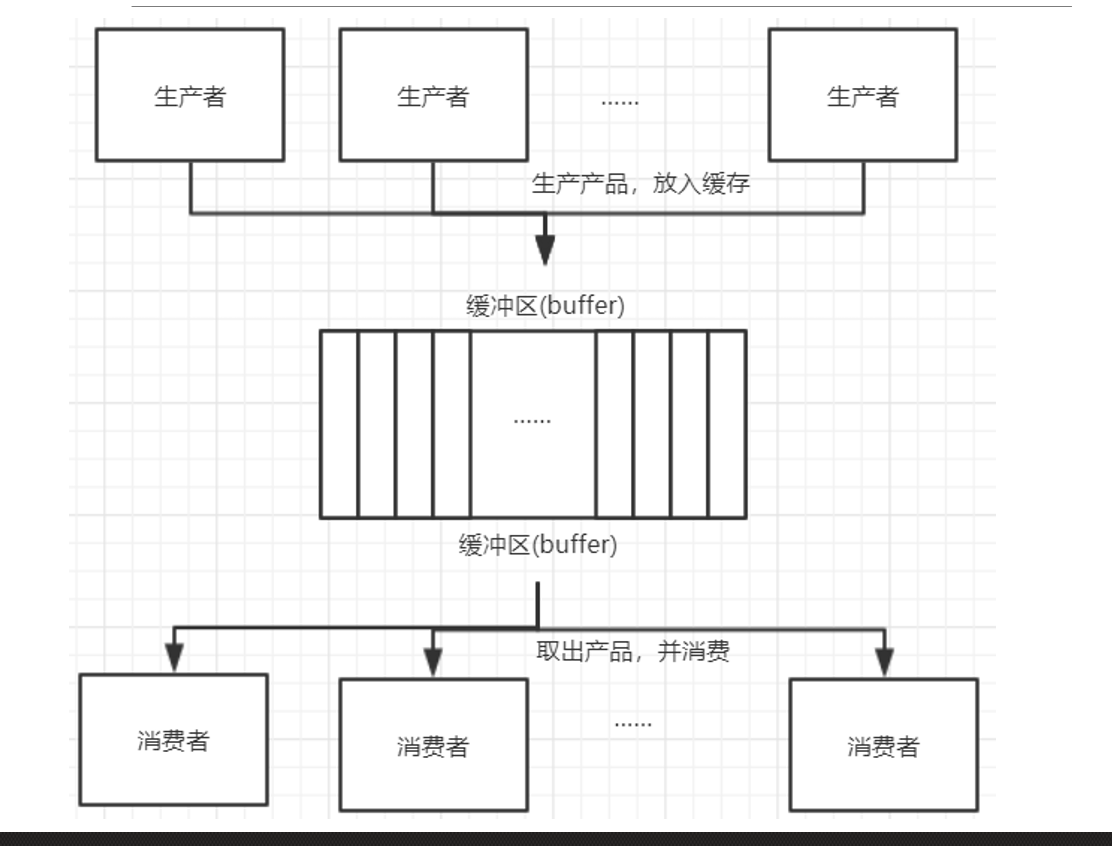 生产者
生产者
......
生产者
生产产品，放入缓存
缓冲区(buffer)
......
缓冲区(buffer)
取出产品，并消费
消费者
消费者
......
消费者